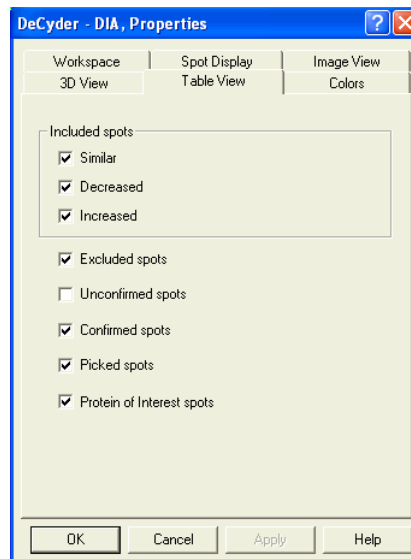 DeCyder - DIA, Properties
Workspace Spot Display Image View
3D View Table View Colors
Included spots
Similar
Decreased
Increased
Excluded spots
Unconfirmed spots
Confirmed spots
Picked spots
Protein of Interest spots
OK Cancel Apply Help